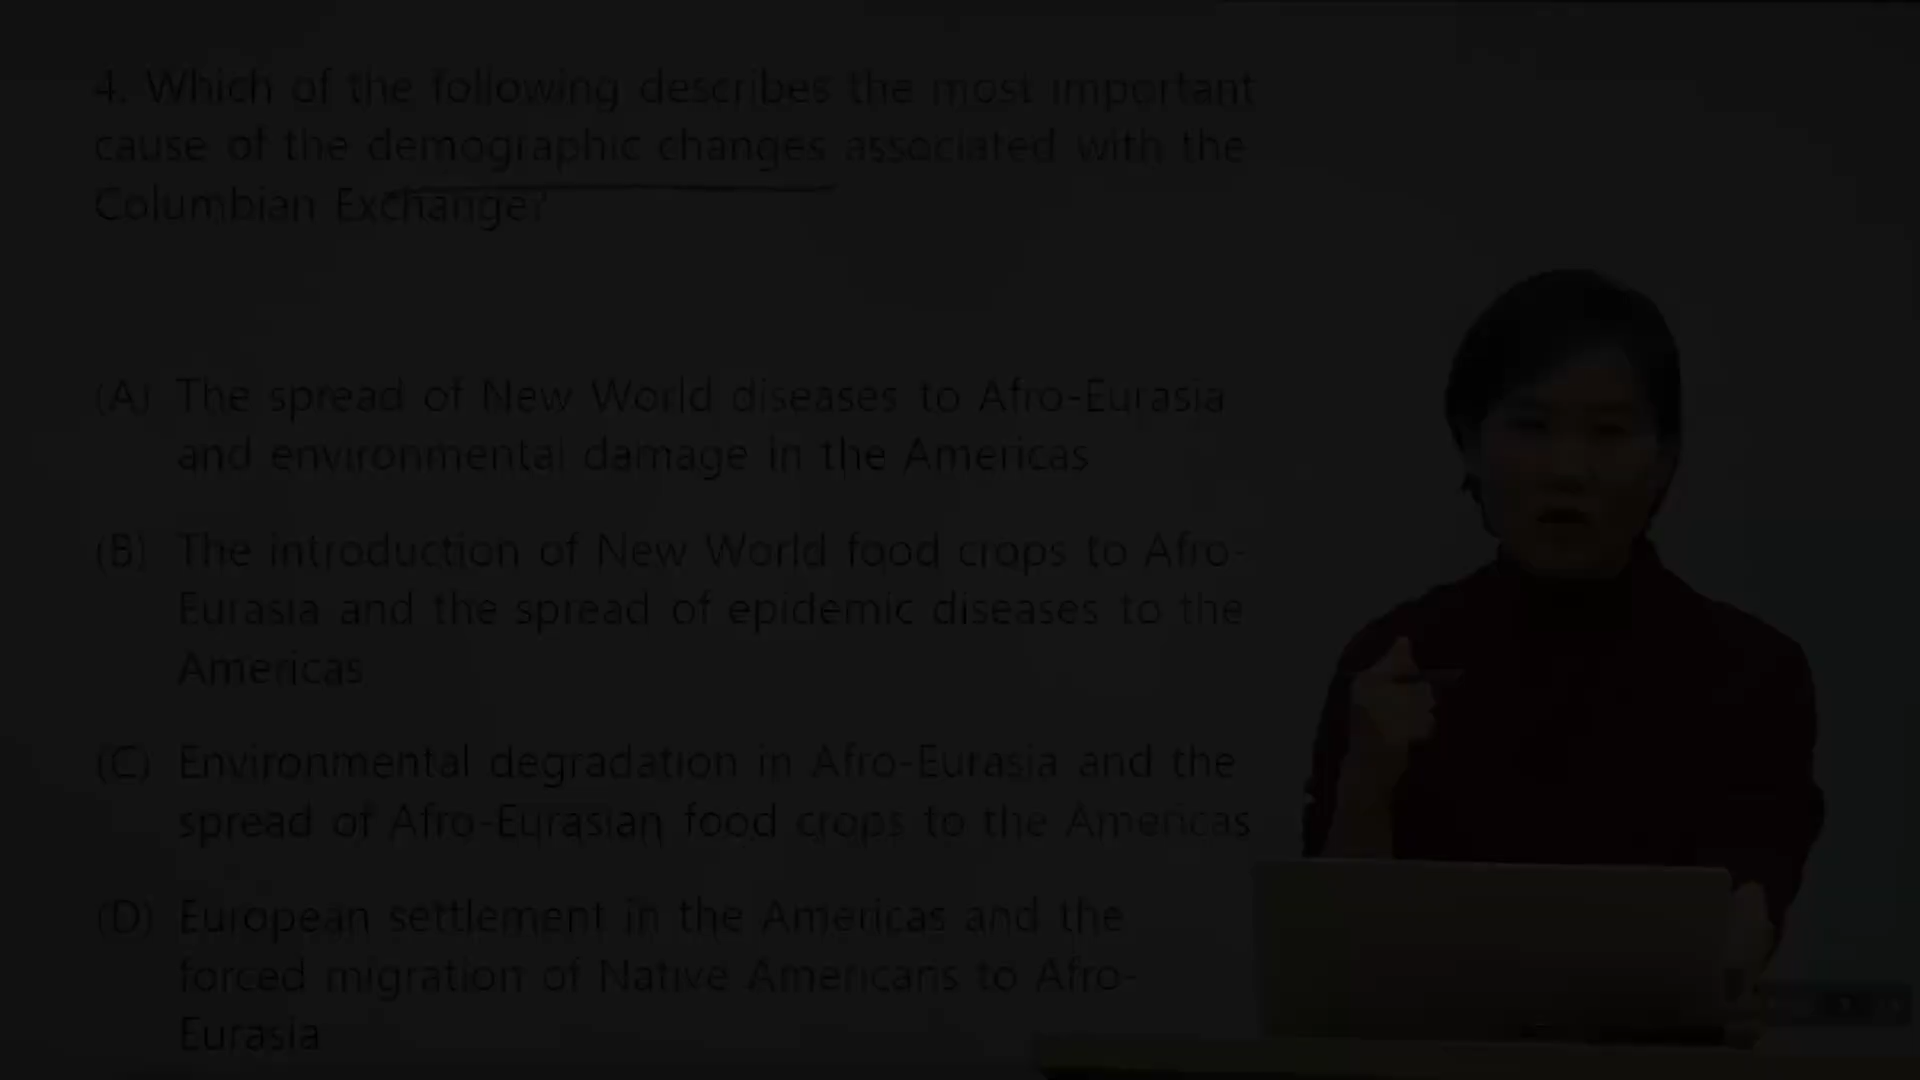 4. Which of the following describes the most important
cause of the demographic changes associated with the
Columbian Exchange?
(A) The spread of New World diseases to Afro-Eurasia
and environmental damage in the Americas
(B) The introduction of New World food crops to Afro-
Eurasia and the spread of epidemic diseases to the
Americas
(C) Environmental degradation in Afro-Eurasia and the
spread of Afro-Eurasian food crops to the Americas
(D) European settlement in the Americas and the
forced migration of Native Americans to Afro-
Eurasia